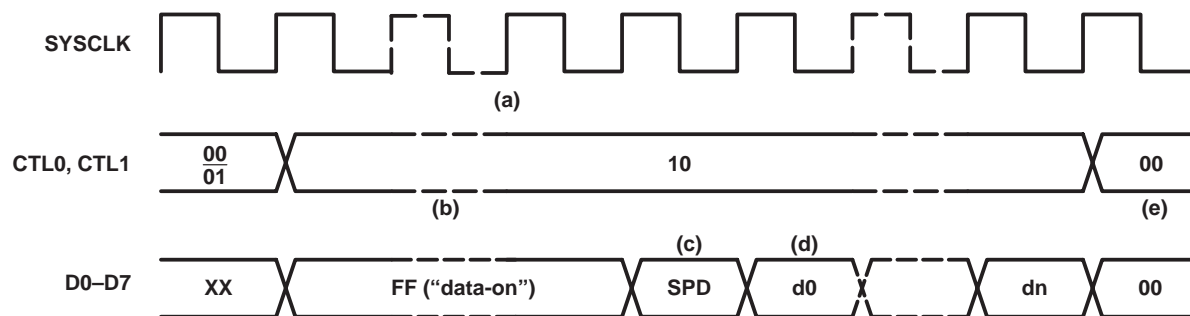 SYSCLK
(a)
CTL0, CTL1
00
01
10
00
(b)
(e)
(c)
(d)
D0–D7
XX
FF (“data-on”)
SPD
d0
dn
00